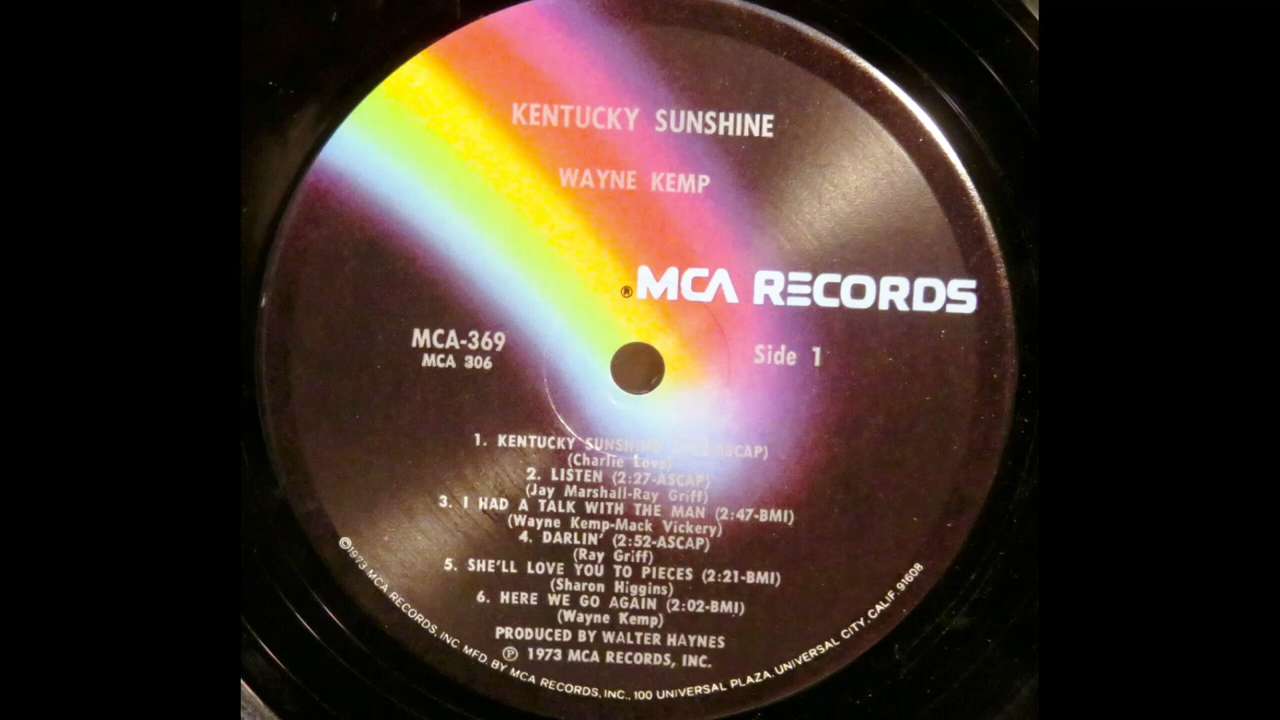 KENTUCKY SUNSHINE
WAYNE KEMP
® MCA RECORDS
MCA-369
MCA 306
Side 1
1. KENTUCKY SUNSHINE ASCAP)
(Charlie Love)
2. LISTEN (2:27-ASCAP)
(Jay Marshall-Ray Griff)
3. I HAD A TALK WITH THE MAN (2:47-BMI)
(Wayne Kemp-Mack Vickery)
4. DARLIN' (2:52-ASCAP)
(Ray Griff)
5. SHE'LL LOVE YOU TO PIECES (2:21-BMI)
(Sharon Higgins)
6. HERE WE GO AGAIN (2:02-BMI)
(Wayne Kemp)
PRODUCED BY WALTER HAYNES
℗ 1973 MCA RECORDS, INC.
©1973 MCA RECORDS, INC. MFD. BY MCA RECORDS, INC., 100 UNIVERSAL PLAZA, UNIVERSAL CITY, CALIF. 91608